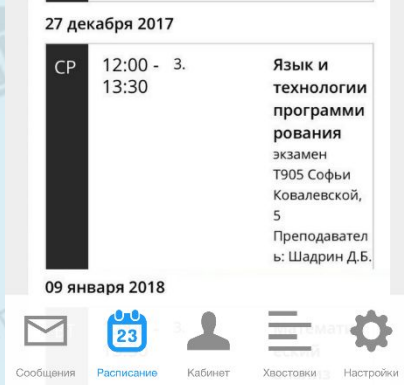 27 декабря 2017
СР 12:00 - 3. Язык и
13:30 технологии
программи
рования
экзамен
Т905 Софьи
Ковалевской,
5
Преподавател
ь: Шадрин Д.Б.
09 января 2018
23
Сообщения Расписание Кабинет Хвостовки Настройки